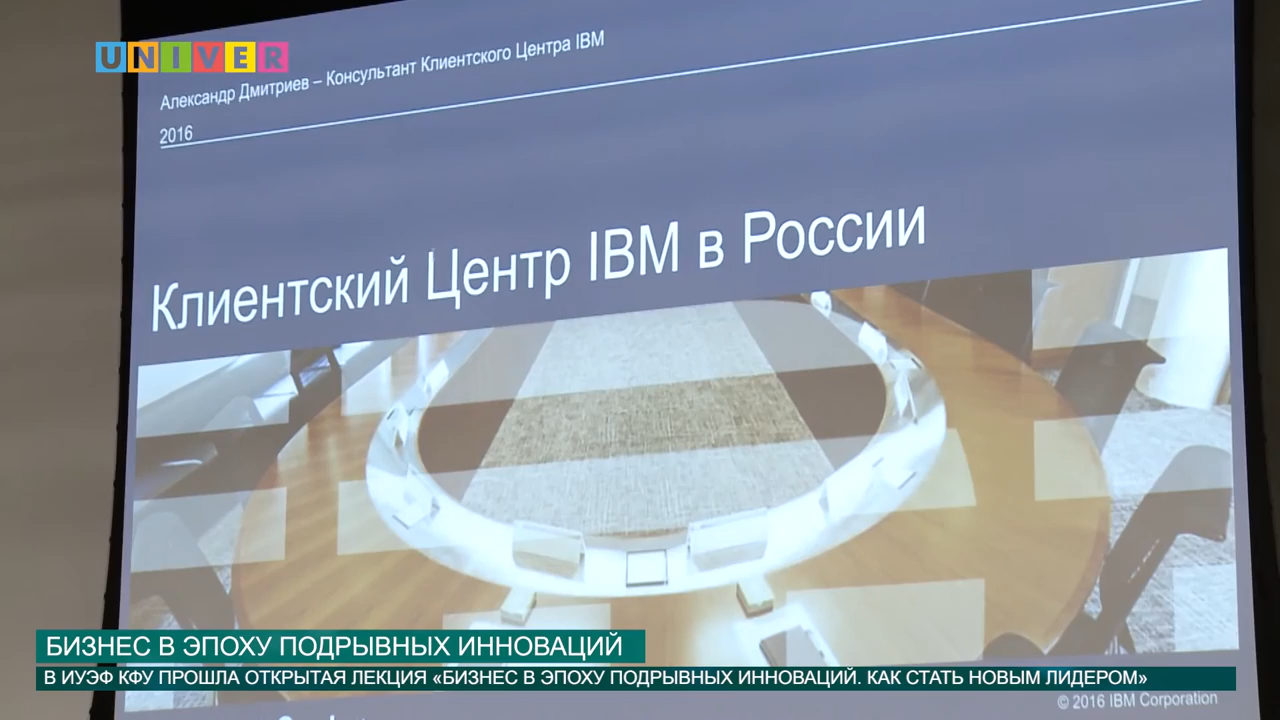 UNIVER
Александр Дмитриев – Консультант Клиентского Центра IBM
2016
Клиентский Центр IBM в России
БИЗНЕС В ЭПОХУ ПОДРЫВНЫХ ИННОВАЦИЙ
В ИУЭФ КФУ ПРОШЛА ОТКРЫТАЯ ЛЕКЦИЯ «БИЗНЕС В ЭПОХУ ПОДРЫВНЫХ ИННОВАЦИЙ. КАК СТАТЬ НОВЫМ ЛИДЕРОМ»
© 2016 IBM Corporation